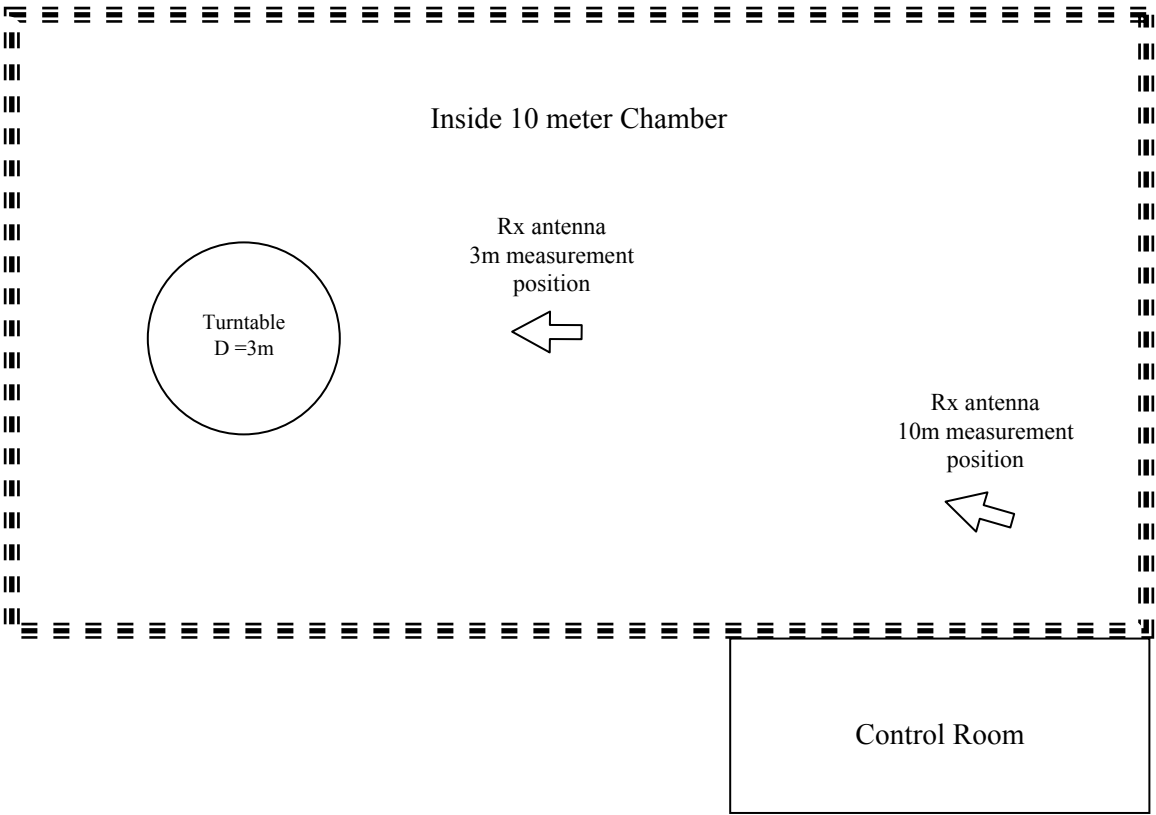 Inside 10 meter Chamber
Rx antenna
3m measurement
position
Turntable
D =3m
Rx antenna
10m measurement
position
Control Room